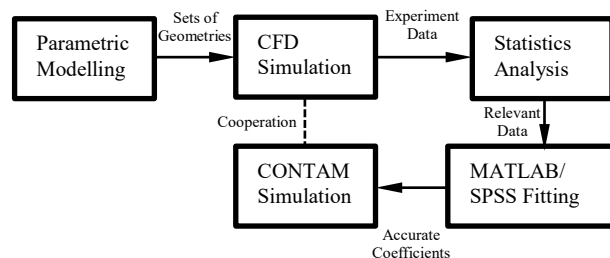 Parametric
Modelling
Sets of
Geometries
CFD
Simulation
Experiment
Data
Statistics
Analysis
Relevant
Data
MATLAB/
SPSS Fitting
Accurate
Coefficients
CONTAM
Simulation
Cooperation